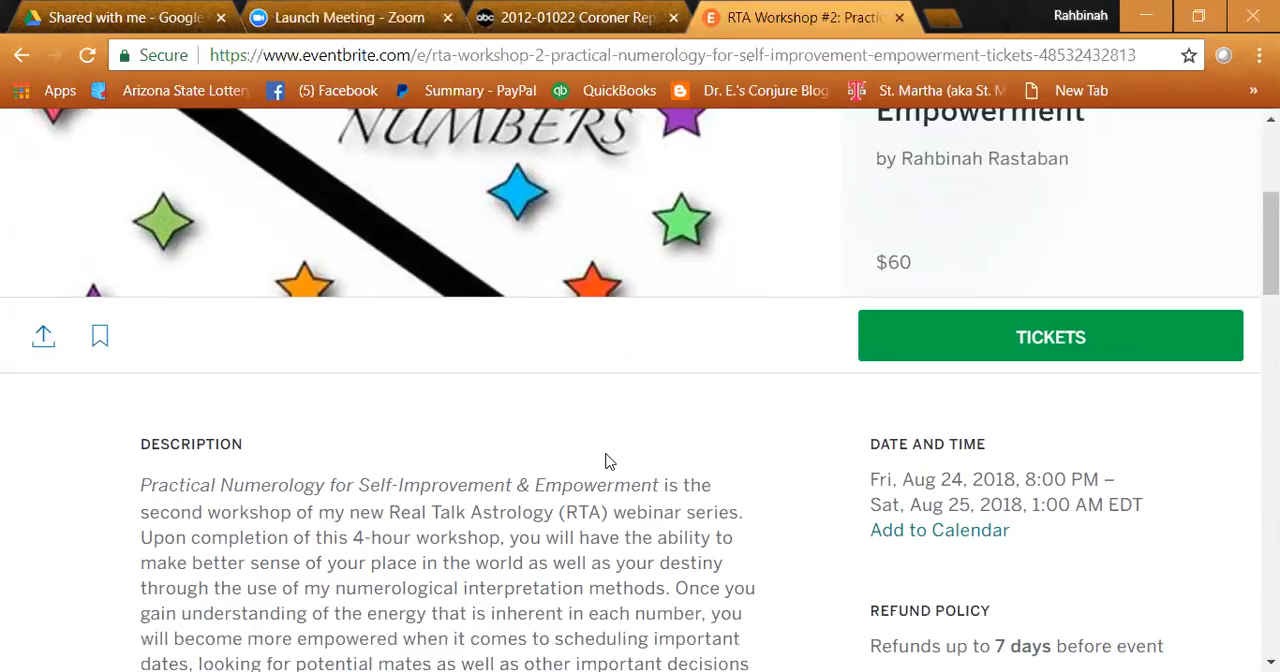 Shared with me - Google
Launch Meeting - Zoom
2012-01022 Coroner Rep
RTA Workshop #2: Practi
Rahbinah
Secure
https://www.eventbrite.com/e/rta-workshop-2-practical-numerology-for-self-improvement-empowerment-tickets-48532432813
Apps
Arizona State Lotter
(5) Facebook
Summary - PayPal
QuickBooks
Dr. E.'s Conjure Blog
St. Martha (aka St. M
New Tab
»
NUMBERS
Empowerment
by Rahbinah Rastaban
$60
TICKETS
DESCRIPTION
Practical Numerology for Self-Improvement & Empowerment is the
second workshop of my new Real Talk Astrology (RTA) webinar series.
Upon completion of this 4-hour workshop, you will have the ability to
make better sense of your place in the world as well as your destiny
through the use of my numerological interpretation methods. Once you
gain understanding of the energy that is inherent in each number, you
will become more empowered when it comes to scheduling important
dates, looking for potential mates as well as other important decisions
DATE AND TIME
Fri, Aug 24, 2018, 8:00 PM –
Sat, Aug 25, 2018, 1:00 AM EDT
Add to Calendar
REFUND POLICY
Refunds up to 7 days before event